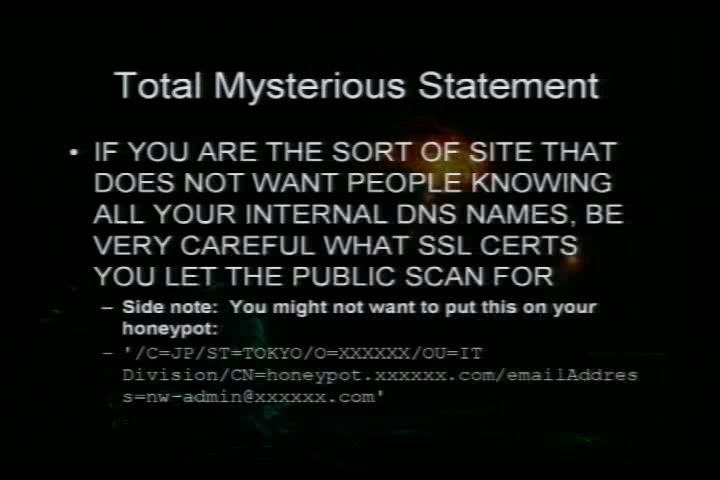 Total Mysterious Statement
• IF YOU ARE THE SORT OF SITE THAT
DOES NOT WANT PEOPLE KNOWING
ALL YOUR INTERNAL DNS NAMES, BE
VERY CAREFUL WHAT SSL CERTS
YOU LET THE PUBLIC SCAN FOR
– Side note: You might not want to put this on your
honeypot:
– '/C=JP/ST=TOKYO/O=XXXXXX/OU=IT
Division/CN=honeypot.xxxxxx.com/emailAddres
s=nw-admin@xxxxxx.com'